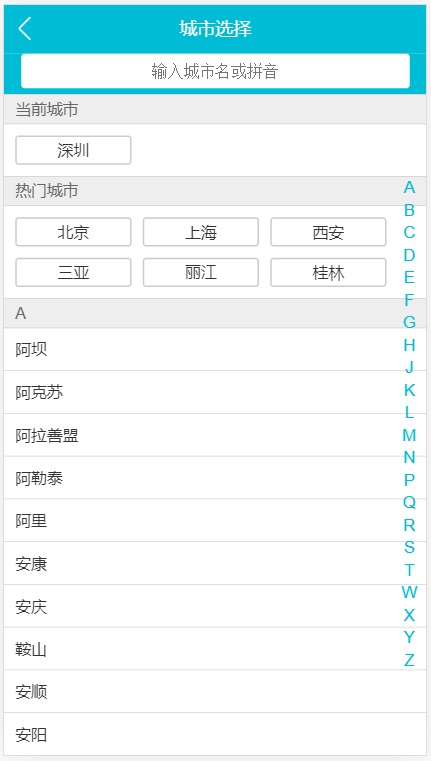 城市选择
输入城市名或拼音
当前城市
深圳
热门城市
北京 上海 西安
三亚 丽江 桂林
A
阿坝
阿克苏
阿拉善盟
阿勒泰
阿里
安康
安庆
鞍山
安顺
安阳
A
B
C
D
E
F
G
H
J
K
L
M
N
P
Q
R
S
T
W
X
Y
Z